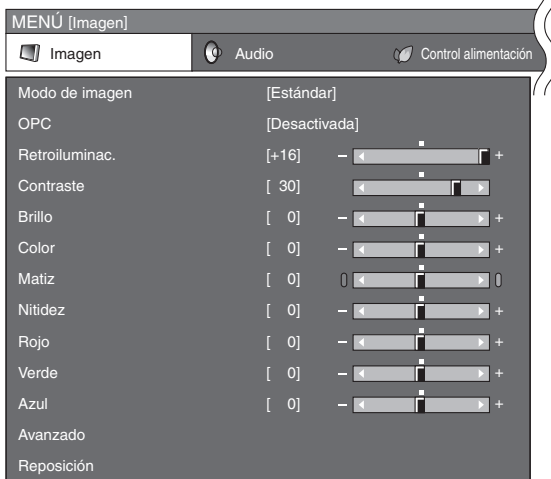 MENÚ [Imagen]
Imagen Audio Control alimentación
Modo de imagen [Estándar]
OPC [Desactivada]
Retroiluminac. [+16] − +
Contraste [ 30]
Brillo [ 0] − +
Color [ 0] − +
Matiz [ 0]
Nitidez [ 0] − +
Rojo [ 0] − +
Verde [ 0] − +
Azul [ 0] − +
Avanzado
Reposición